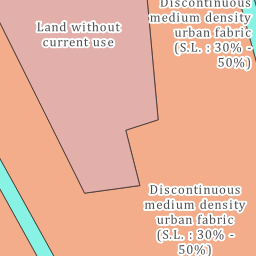 Discontinuous
medium density
urban fabric
(S.L. : 30% -
50%)
Land without
current use
Discontinuous
medium density
urban fabric
(S.L. : 30% -
50%)